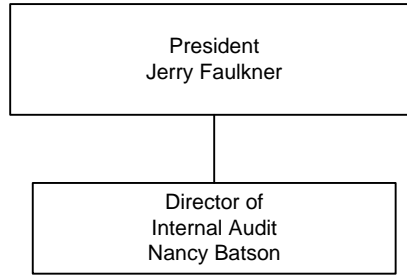 President
Jerry Faulkner
Director of
Internal Audit
Nancy Batson